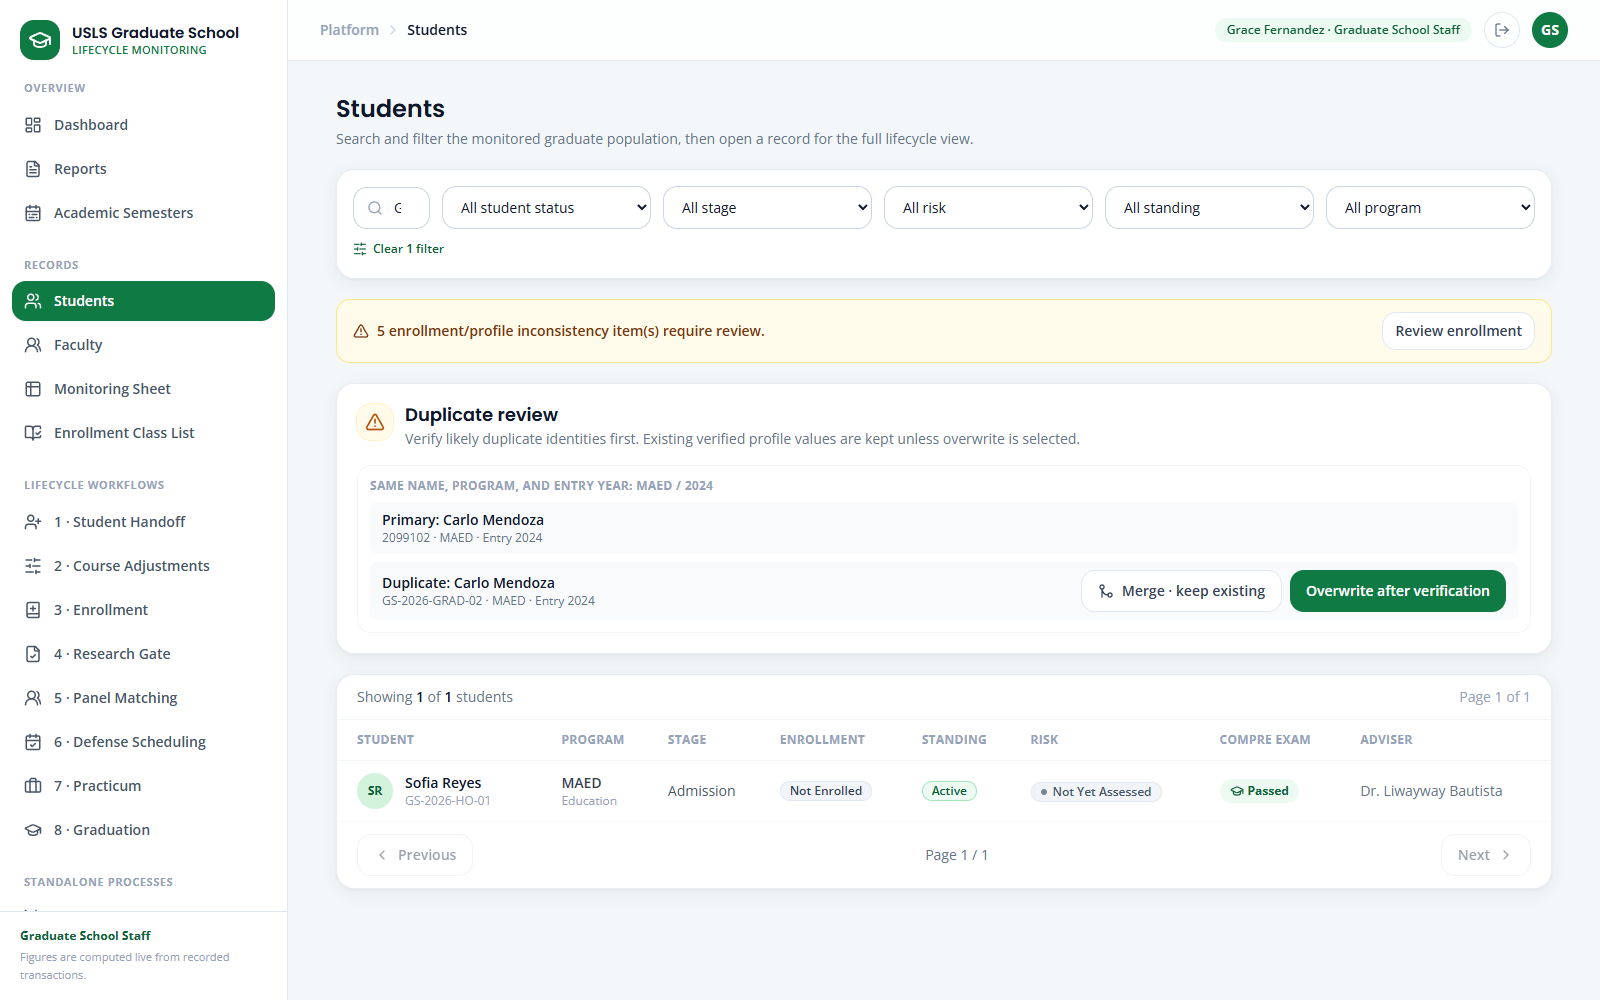 USLS Graduate School
LIFECYCLE MONITORING
OVERVIEW
Dashboard
Reports
Academic Semesters
RECORDS
Students
Faculty
Monitoring Sheet
Enrollment Class List
LIFECYCLE WORKFLOWS
1 · Student Handoff
2 · Course Adjustments
3 · Enrollment
4 · Research Gate
5 · Panel Matching
6 · Defense Scheduling
7 · Practicum
8 · Graduation
STANDALONE PROCESSES
Graduate School Staff
Figures are computed live from recorded
transactions.
Platform > Students
Grace Fernandez · Graduate School Staff
GS
Students
Search and filter the monitored graduate population, then open a record for the full lifecycle view.
All student status
All stage
All risk
All standing
All program
Clear 1 filter
5 enrollment/profile inconsistency item(s) require review.
Review enrollment
Duplicate review
Verify likely duplicate identities first. Existing verified profile values are kept unless overwrite is selected.
SAME NAME, PROGRAM, AND ENTRY YEAR: MAED / 2024
Primary: Carlo Mendoza
2099102 · MAED · Entry 2024
Duplicate: Carlo Mendoza
GS-2026-GRAD-02 · MAED · Entry 2024
Merge · keep existing
Overwrite after verification
Showing 1 of 1 students
Page 1 of 1
STUDENT PROGRAM STAGE ENROLLMENT STANDING RISK COMPRE EXAM ADVISER
SR
Sofia Reyes
GS-2026-HO-01
MAED
Education
Admission
Not Enrolled
Active
Not Yet Assessed
Passed
Dr. Liwayway Bautista
Previous
Page 1 / 1
Next